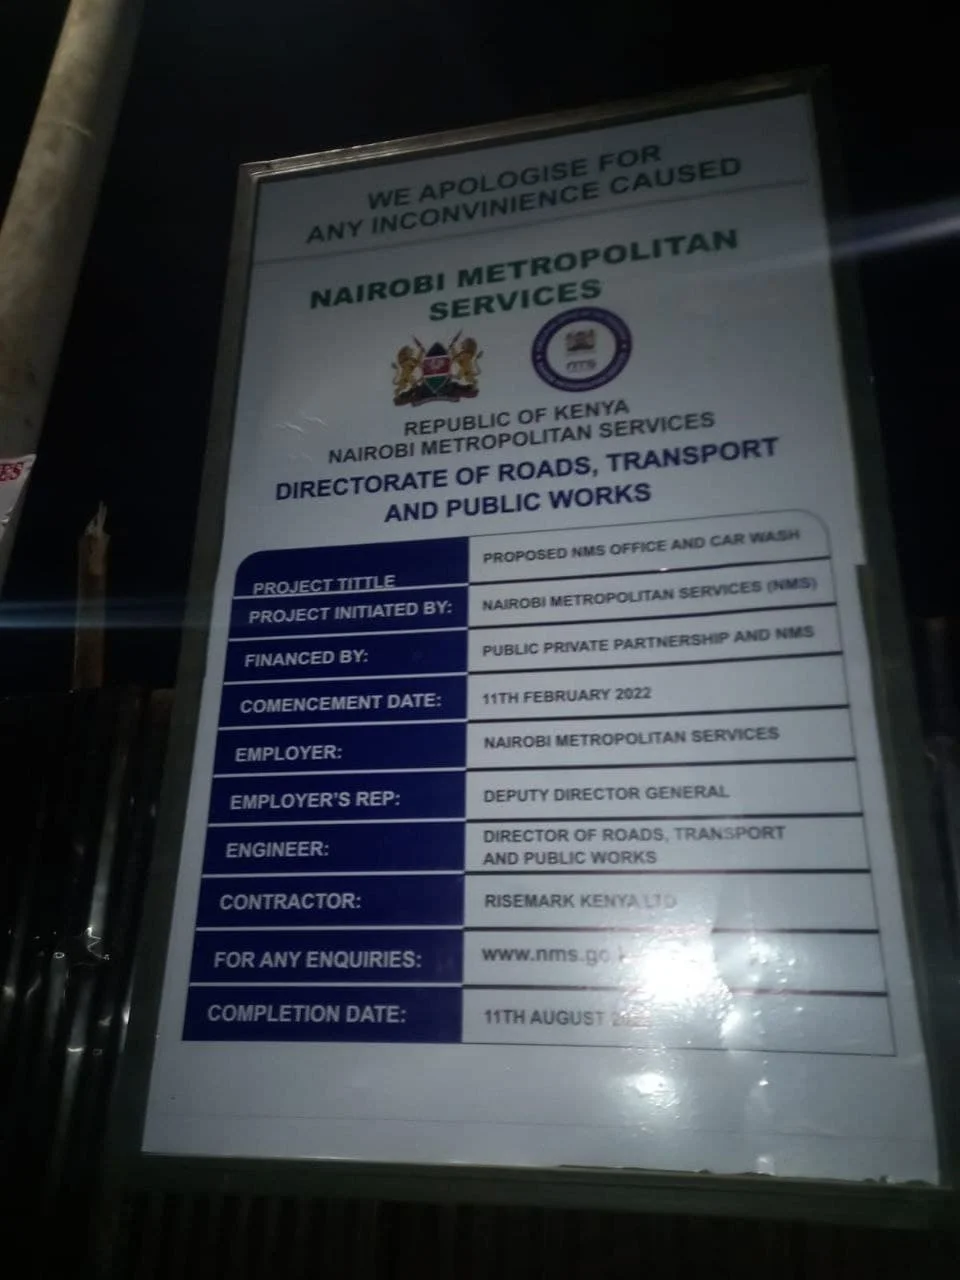 WE APOLOGISE FOR
ANY INCONVINIENCE CAUSED
NAIROBI METROPOLITAN
SERVICES
REPUBLIC OF KENYA
NAIROBI METROPOLITAN SERVICES
DIRECTORATE OF ROADS, TRANSPORT
AND PUBLIC WORKS
PROJECT TITTLE PROPOSED NMS OFFICE AND CAR WASH
PROJECT INITIATED BY: NAIROBI METROPOLITAN SERVICES (NMS)
FINANCED BY: PUBLIC PRIVATE PARTNERSHIP AND NMS
COMENCEMENT DATE: 11TH FEBRUARY 2022
EMPLOYER: NAIROBI METROPOLITAN SERVICES
EMPLOYER'S REP: DEPUTY DIRECTOR GENERAL
ENGINEER: DIRECTOR OF ROADS, TRANSPORT
AND PUBLIC WORKS
CONTRACTOR: RISEMARK KENYA LTD
FOR ANY ENQUIRIES: www.nms.go
COMPLETION DATE: 11TH AUGUST